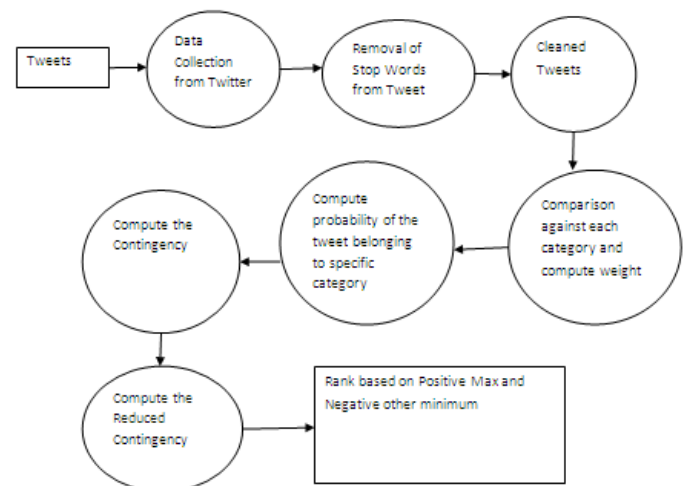 Tweets
Data
Collection
from Twitter
Removal of
Stop Words
from Tweet
Cleaned
Tweets
Comparison
against each
category and
compute weight
Compute
probability of the
tweet belonging
to specific
category
Compute the
Contingency
Compute the
Reduced
Contingency
Rank based on Positive Max and
Negative other minimum